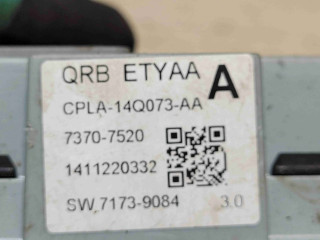 QRB ETYAA A
CPLA-14Q073-AA
7370-7520
1411220332
SW 7173-9084 3.0